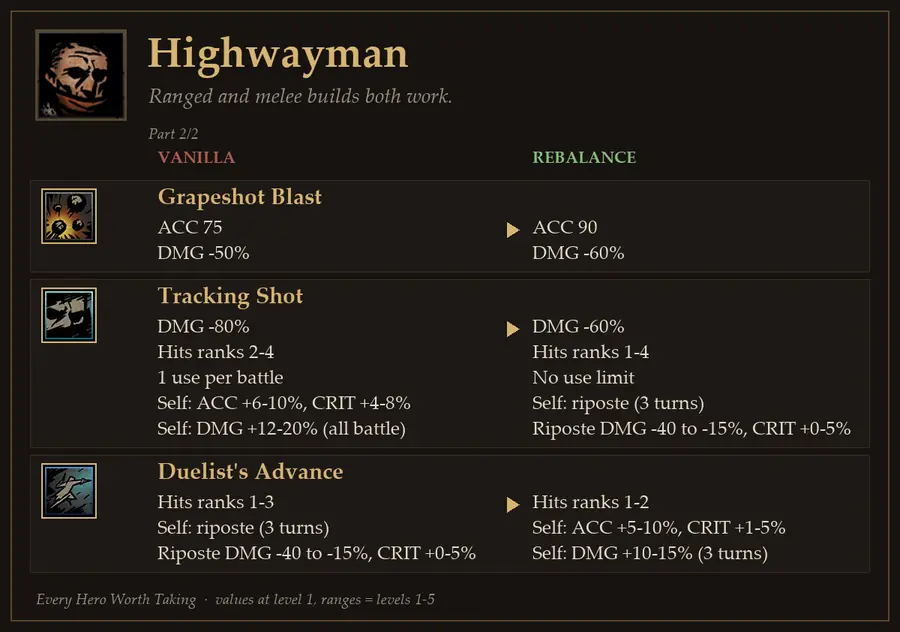 Highwayman
Ranged and melee builds both work.
Part 2/2
VANILLA
REBALANCE
Grapeshot Blast
ACC 75
ACC 90
DMG -50%
DMG -60%
Tracking Shot
DMG -80%
DMG -60%
Hits ranks 2-4
Hits ranks 1-4
1 use per battle
No use limit
Self: ACC +6-10%, CRIT +4-8%
Self: riposte (3 turns)
Self: DMG +12-20% (all battle)
Riposte DMG -40 to -15%, CRIT +0-5%
Duelist's Advance
Hits ranks 1-3
Hits ranks 1-2
Self: riposte (3 turns)
Self: ACC +5-10%, CRIT +1-5%
Riposte DMG -40 to -15%, CRIT +0-5%
Self: DMG +10-15% (3 turns)
Every Hero Worth Taking · values at level 1, ranges = levels 1-5